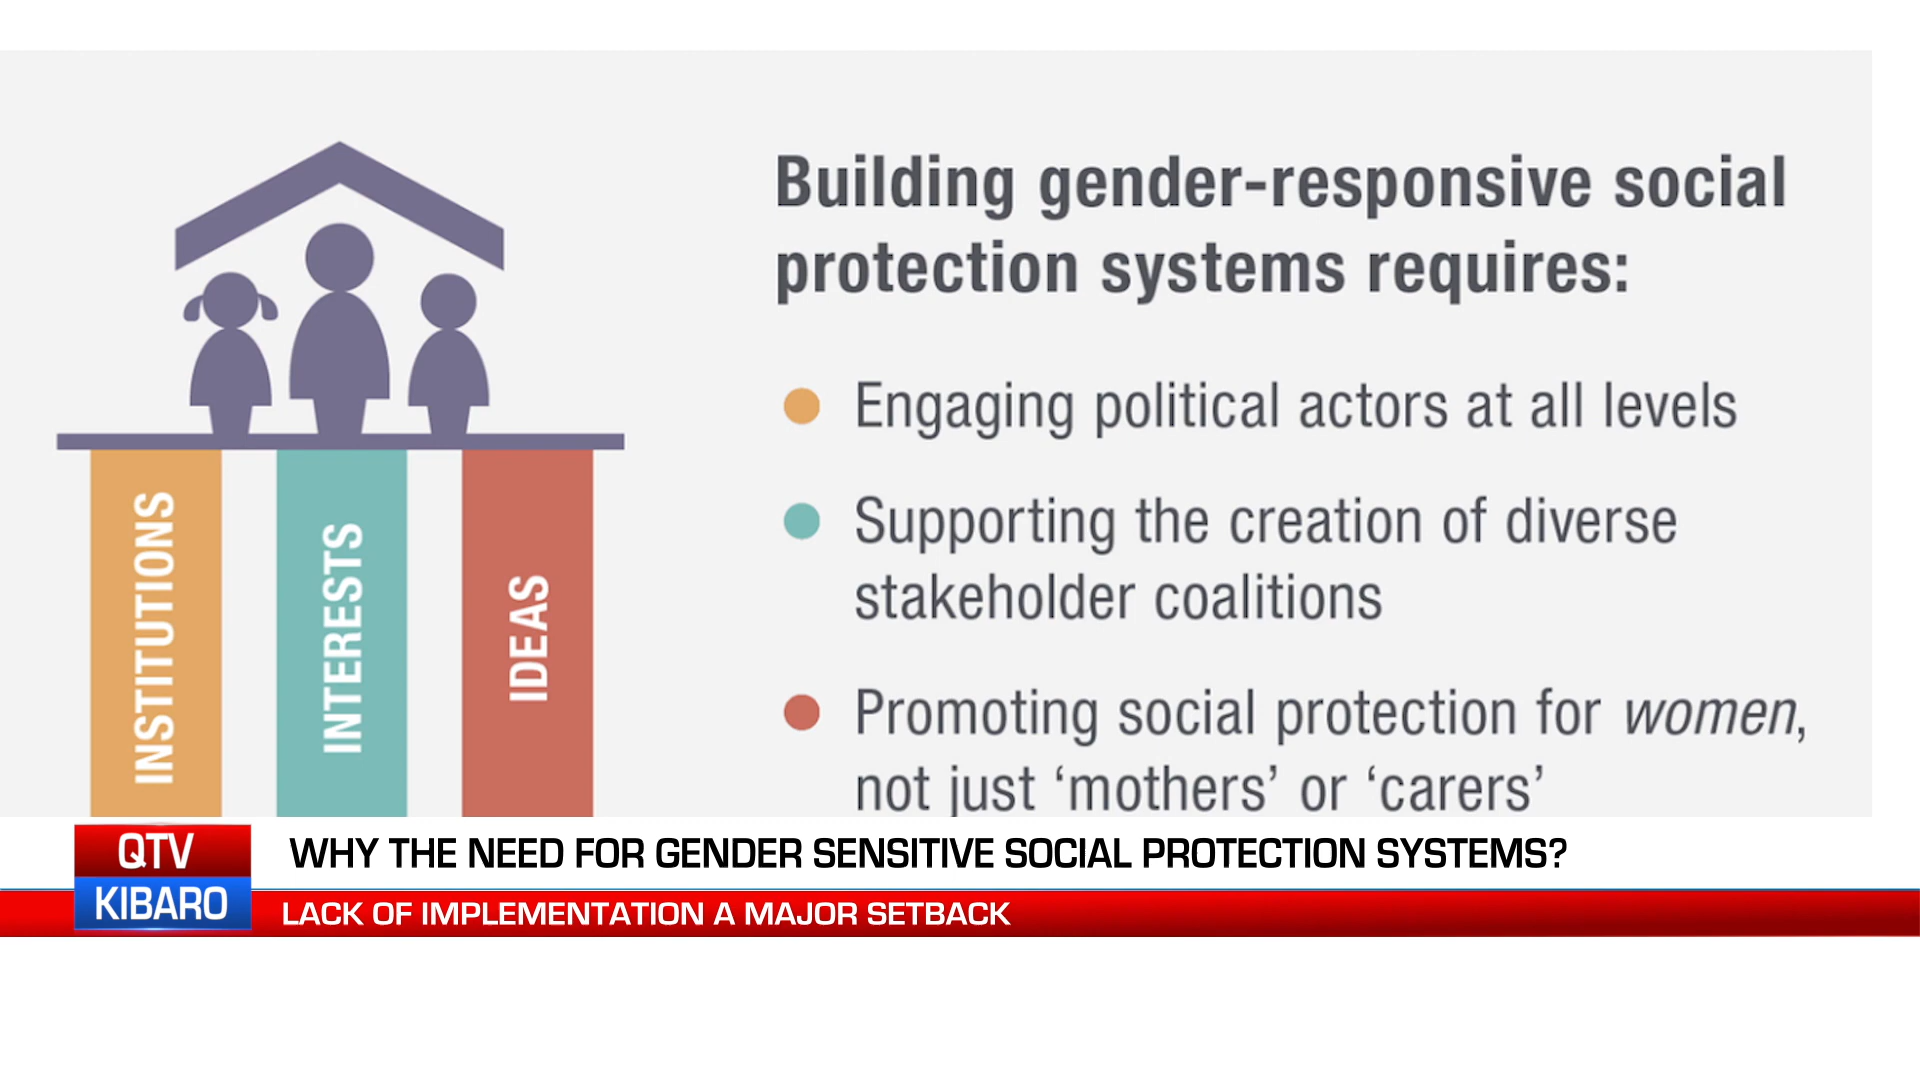 INSTITUTIONS
INTERESTS
IDEAS
Building gender-responsive social
protection systems requires:
Engaging political actors at all levels
Supporting the creation of diverse
stakeholder coalitions
Promoting social protection for women,
not just ‘mothers’ or ‘carers’
QTV
KIBARO
WHY THE NEED FOR GENDER SENSITIVE SOCIAL PROTECTION SYSTEMS?
LACK OF IMPLEMENTATION A MAJOR SETBACK